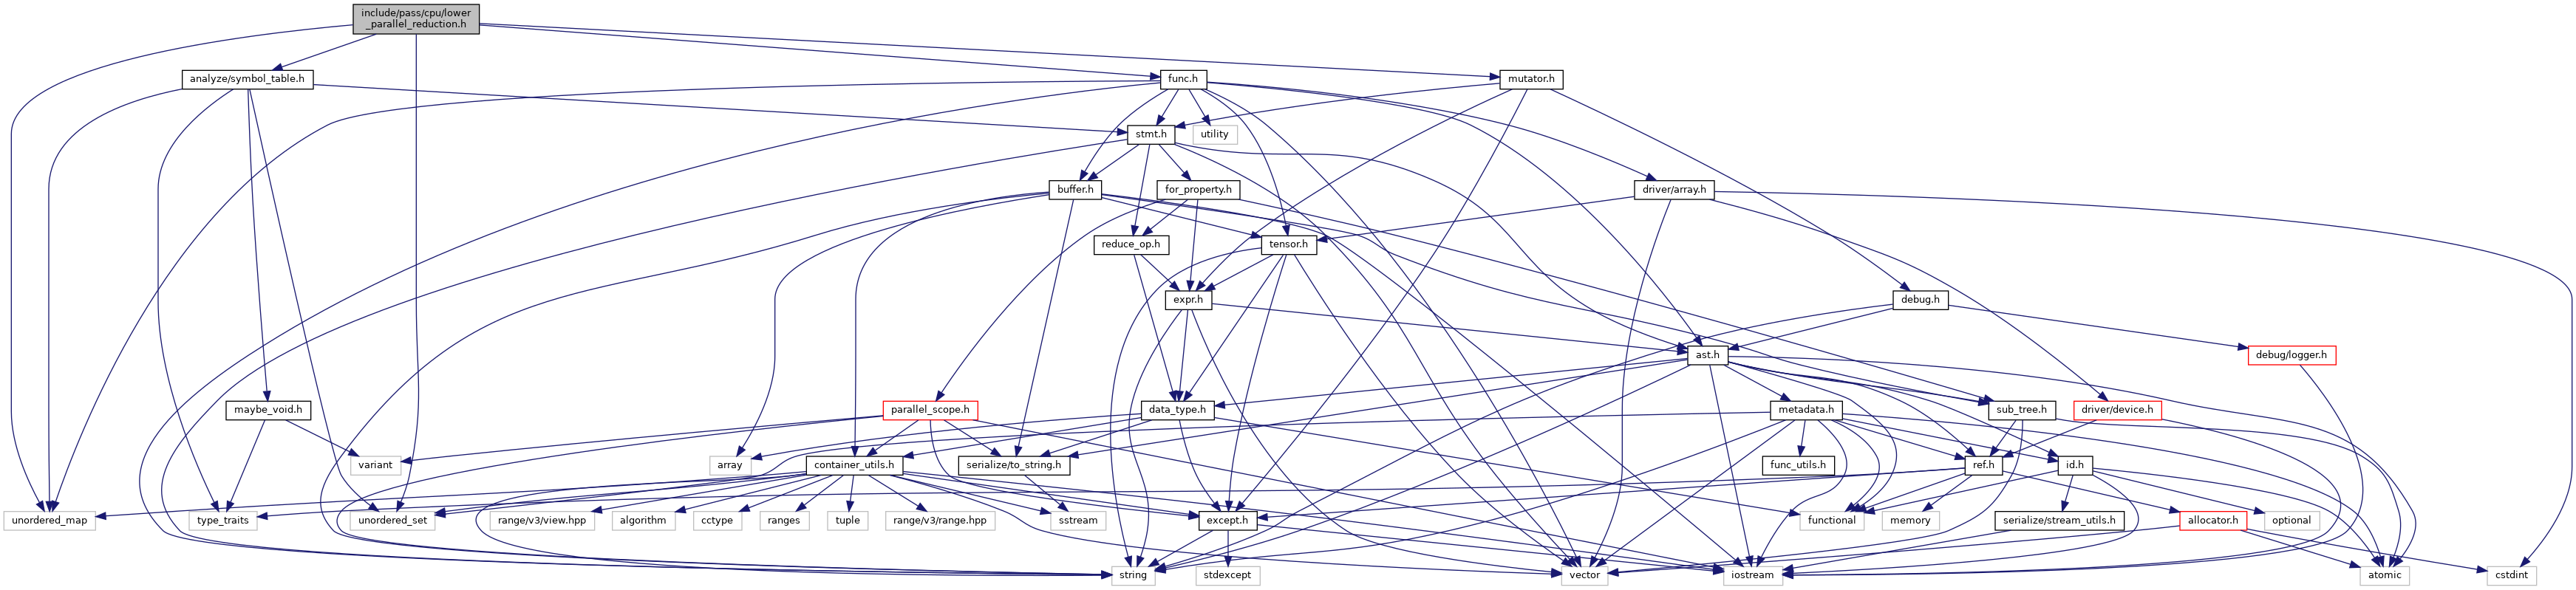 include/pass/cpu/lower
_parallel_reduction.h
analyze/symbol_table.h
func.h
mutator.h
stmt.h
utility
buffer.h
for_property.h
driver/array.h
reduce_op.h
tensor.h
expr.h
debug.h
ast.h
debug/logger.h
maybe_void.h
parallel_scope.h
data_type.h
metadata.h
sub_tree.h
driver/device.h
variant
array
container_utils.h
serialize/to_string.h
func_utils.h
ref.h
id.h
unordered_map
type_traits
unordered_set
range/v3/view.hpp
algorithm
cctype
ranges
tuple
range/v3/range.hpp
sstream
except.h
functional
memory
serialize/stream_utils.h
allocator.h
optional
string
stdexcept
vector
iostream
atomic
cstdint